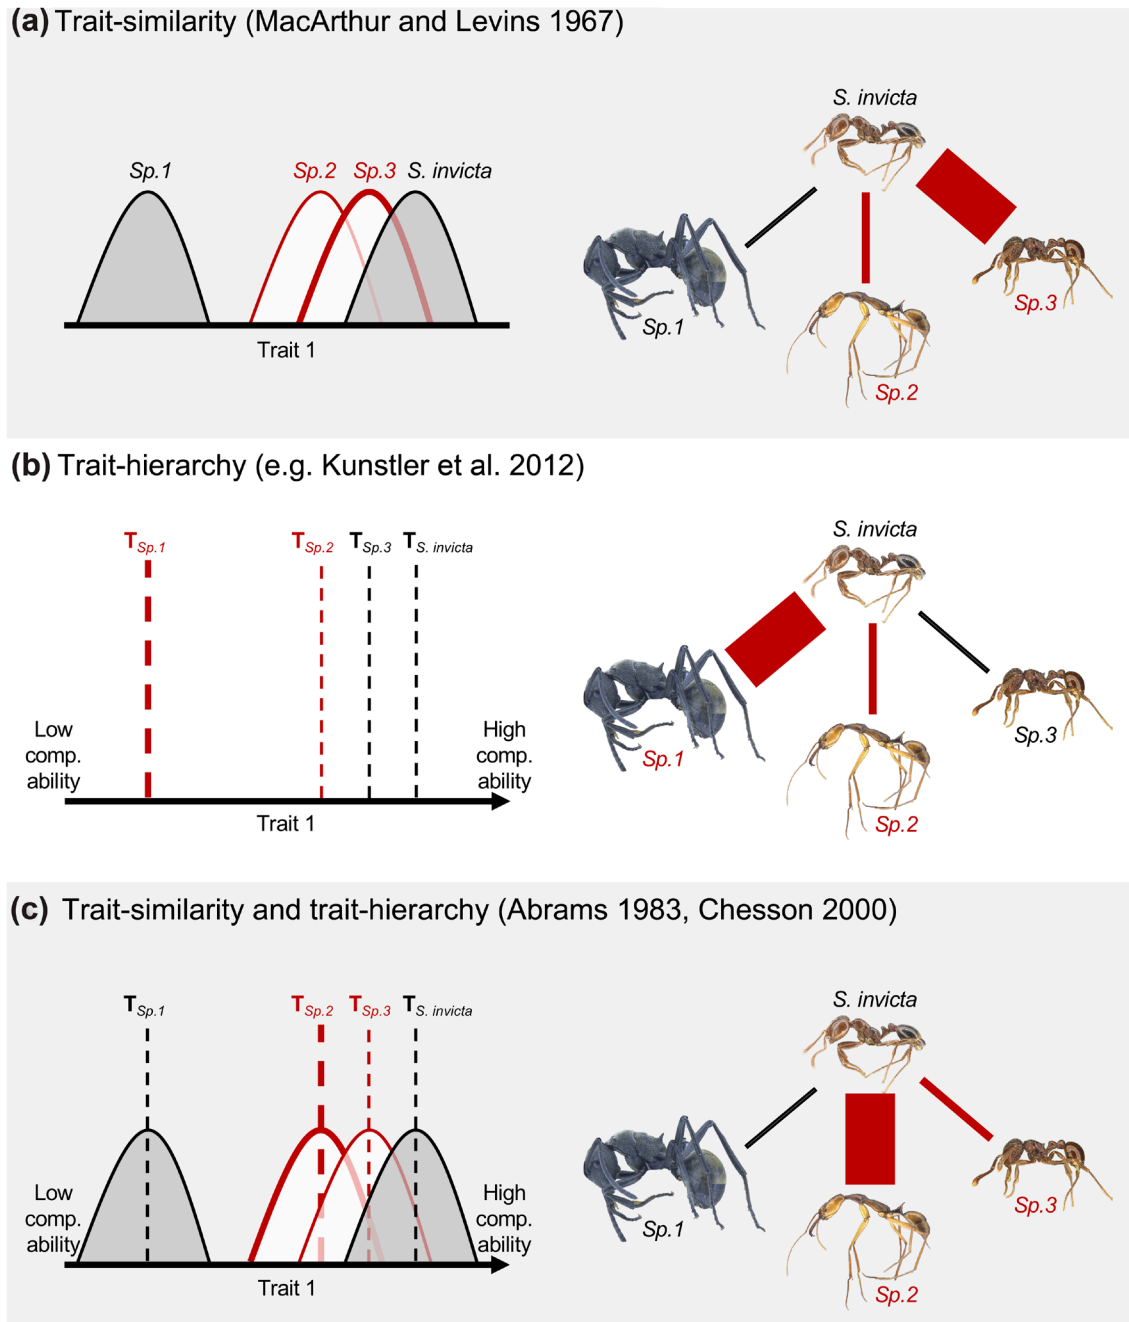 (a) Trait-similarity (MacArthur and Levins 1967)
S. invicta
Sp.1
Sp.2
Sp.3
S. invicta
Sp.3
Sp.1
Trait 1
Sp.2
(b) Trait-hierarchy (e.g. Kunstler et al. 2012)
S. invicta
TSp.1
TSp.2
TSp.3
TS. invicta
Low
comp.
ability
High
comp.
ability
Sp.3
Sp.1
Trait 1
Sp.2
(c) Trait-similarity and trait-hierarchy (Abrams 1983, Chesson 2000)
S. invicta
TSp.1
TSp.2
TSp.3
TS. invicta
Low
comp.
ability
High
comp.
ability
Sp.3
Sp.1
Trait 1
Sp.2